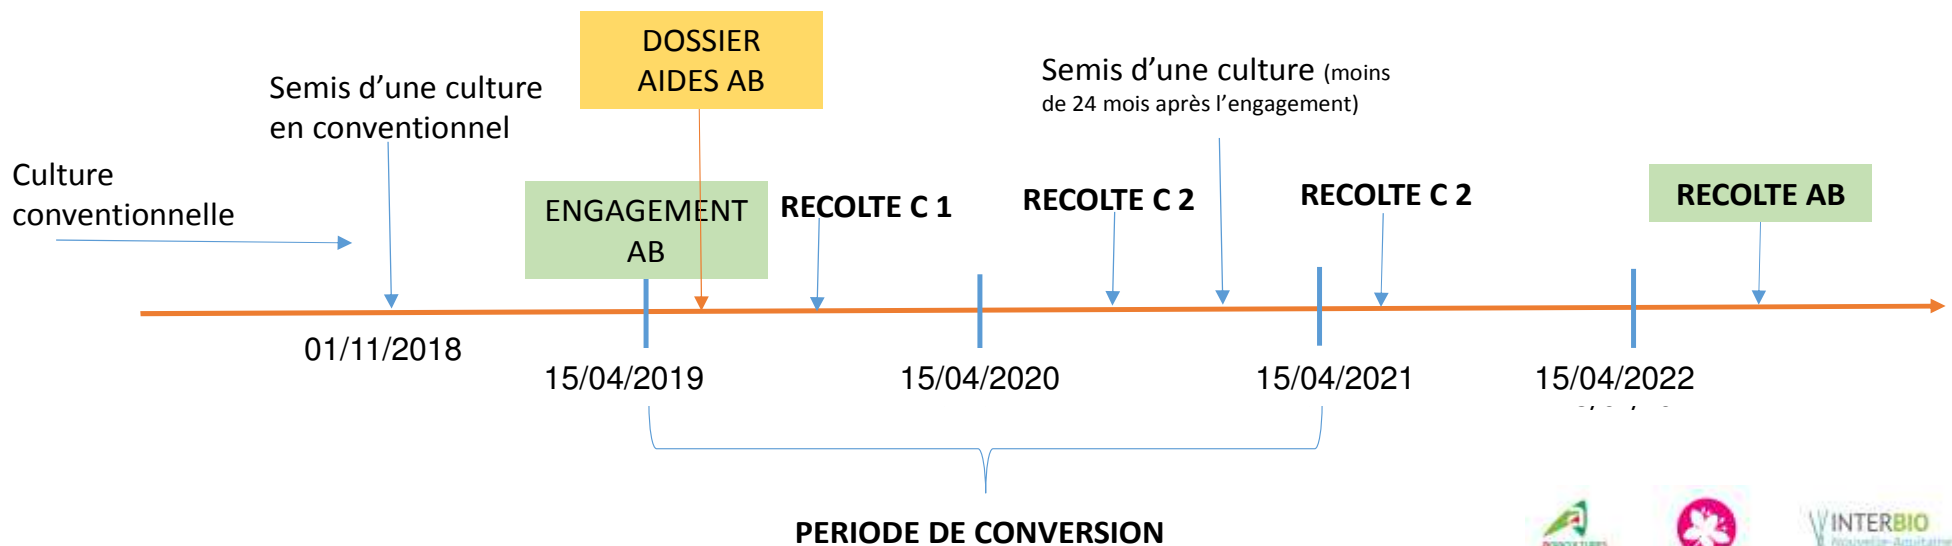 DOSSIER
AIDES AB
Semis d'une culture
en conventionnel
Semis d'une culture (moins
de 24 mois après l'engagement)
Culture
conventionnelle
ENGAGEMENT
AB
RECOLTE C 1
RECOLTE C 2
RECOLTE C 2
RECOLTE AB
01/11/2018
15/04/2019
15/04/2020
15/04/2021
15/04/2022
PERIODE DE CONVERSION
INTERBIO
Nouvelle-Aquitaine